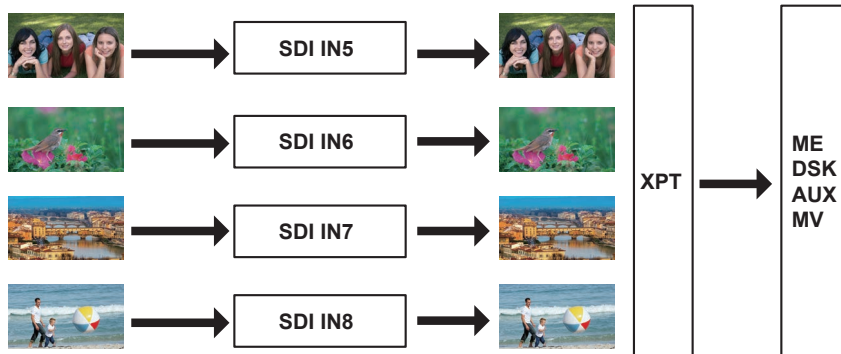 SDI IN5
SDI IN6
SDI IN7
SDI IN8
XPT
ME
DSK
AUX
MV